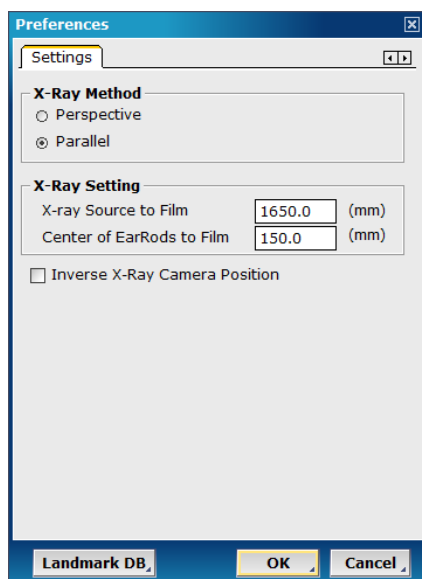 Preferences
Settings
X-Ray Method
Perspective
Parallel
X-Ray Setting
X-ray Source to Film 1650.0 (mm)
Center of EarRods to Film 150.0 (mm)
Inverse X-Ray Camera Position
Landmark DB OK Cancel